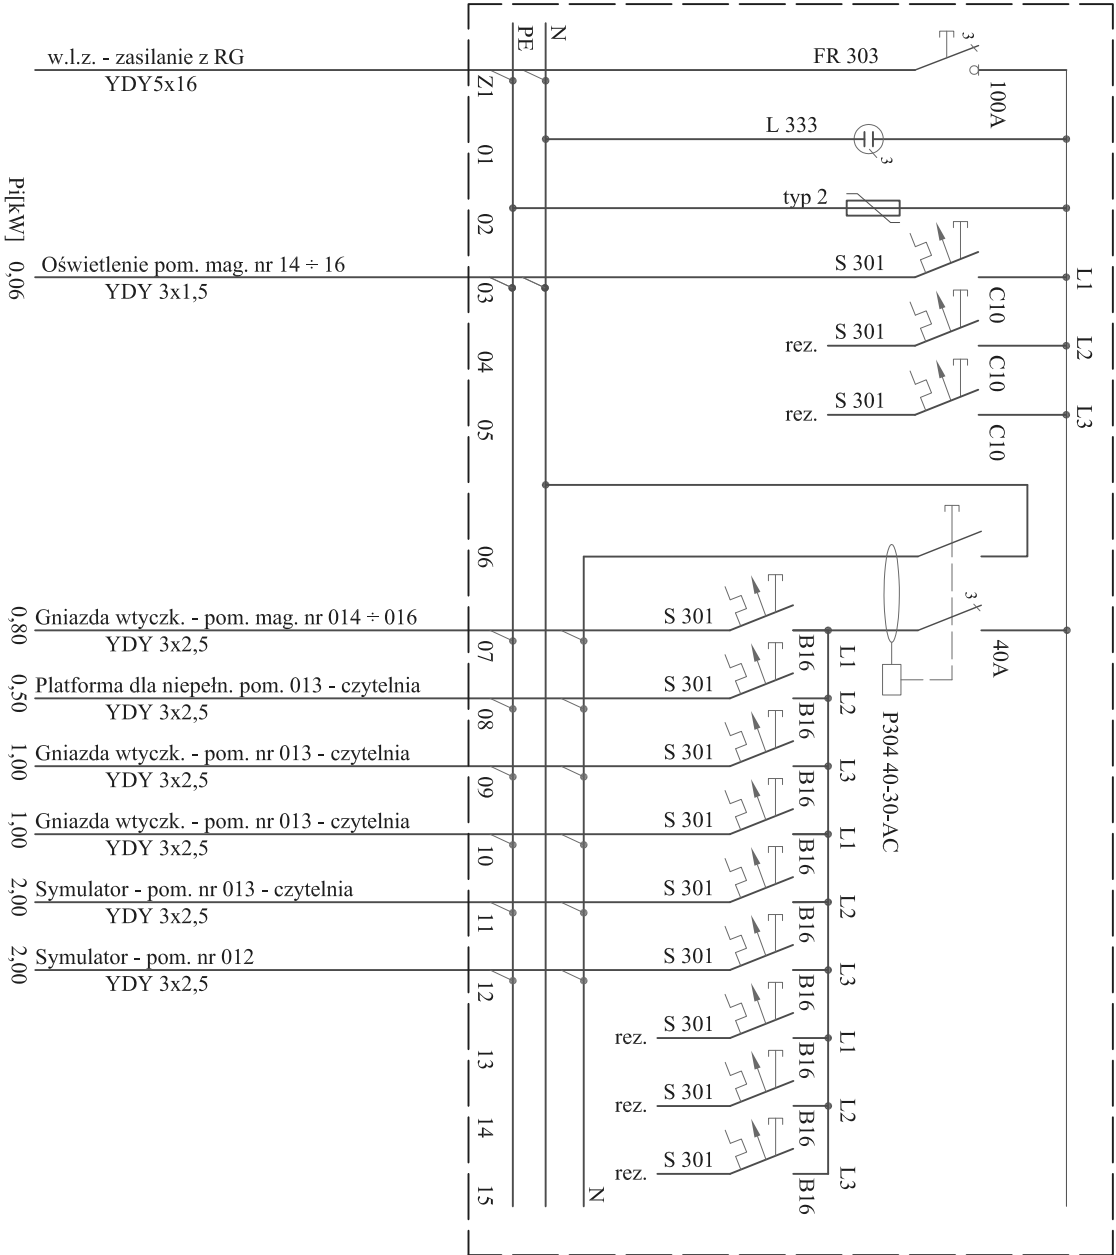 PE
N
w.l.z. - zasilanie z RG
YDY5x16
Z1
FR 303
3
100A
01
L 333
3
02
typ 2
Pi[kW]
0,06
Oświetlenie pom. mag. nr 14 ÷ 16
YDY 3x1,5
03
S 301
C10
L1
04
rez.
S 301
C10
L2
05
rez.
S 301
C10
L3
06
3
40A
P304 40-30-AC
0,80
Gniazda wtyczk. - pom. mag. nr 014 ÷ 016
YDY 3x2,5
07
S 301
B16
L1
0,50
Platforma dla niepełn. pom. 013 - czytelnia
YDY 3x2,5
08
S 301
B16
L2
1,00
Gniazda wtyczk. - pom. nr 013 - czytelnia
YDY 3x2,5
09
S 301
B16
L3
1,00
Gniazda wtyczk. - pom. nr 013 - czytelnia
YDY 3x2,5
10
S 301
B16
L1
2,00
Symulator - pom. nr 013 - czytelnia
YDY 3x2,5
11
S 301
B16
L2
2,00
Symulator - pom. nr 012
YDY 3x2,5
12
S 301
B16
L3
13
rez.
S 301
B16
L1
14
rez.
S 301
B16
L2
15
rez.
S 301
B16
L3
N